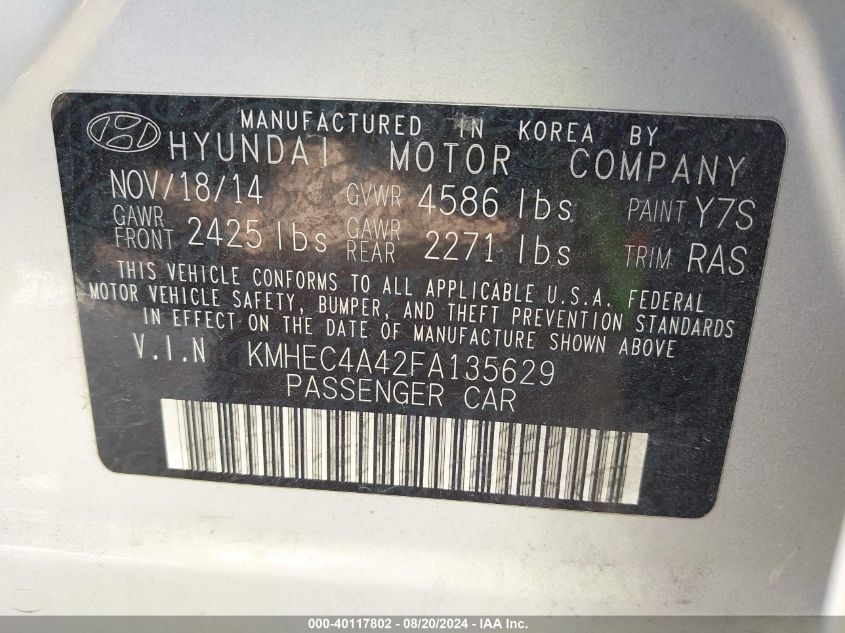 MANUFACTURED IN KOREA BY
HYUNDAI MOTOR COMPANY
NOV/18/14 GVWR 4586 lbs PAINT Y7S
GAWR FRONT 2425 lbs GAWR REAR 2271 lbs TRIM RAS
THIS VEHICLE CONFORMS TO ALL APPLICABLE U.S.A. FEDERAL
MOTOR VEHICLE SAFETY, BUMPER, AND THEFT PREVENTION STANDARDS
IN EFFECT ON THE DATE OF MANUFACTURE SHOWN ABOVE
V.I.N KMHEC4A42FA135629
PASSENGER CAR
000-40117802 - 08/20/2024 - IAA Inc.